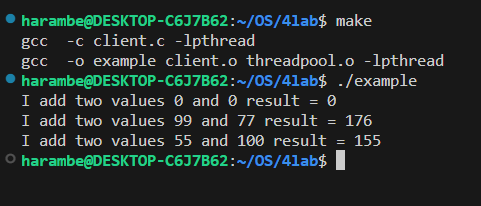 harambe@DESKTOP-C6J7B62:~/OS/4lab$ make
gcc  -c client.c -lpthread
gcc  -o example client.o threadpool.o -lpthread
harambe@DESKTOP-C6J7B62:~/OS/4lab$ ./example
I add two values 0 and 0 result = 0
I add two values 99 and 77 result = 176
I add two values 55 and 100 result = 155
harambe@DESKTOP-C6J7B62:~/OS/4lab$